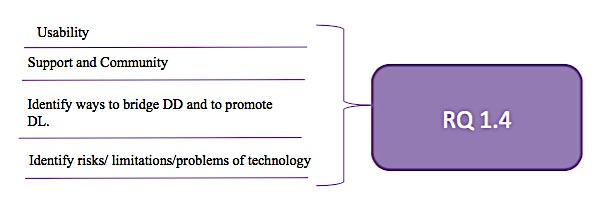 Usability
Support and Community
Identify ways to bridge DD and to promote
DL.
Identify risks/ limitations/problems of technology
RQ 1.4